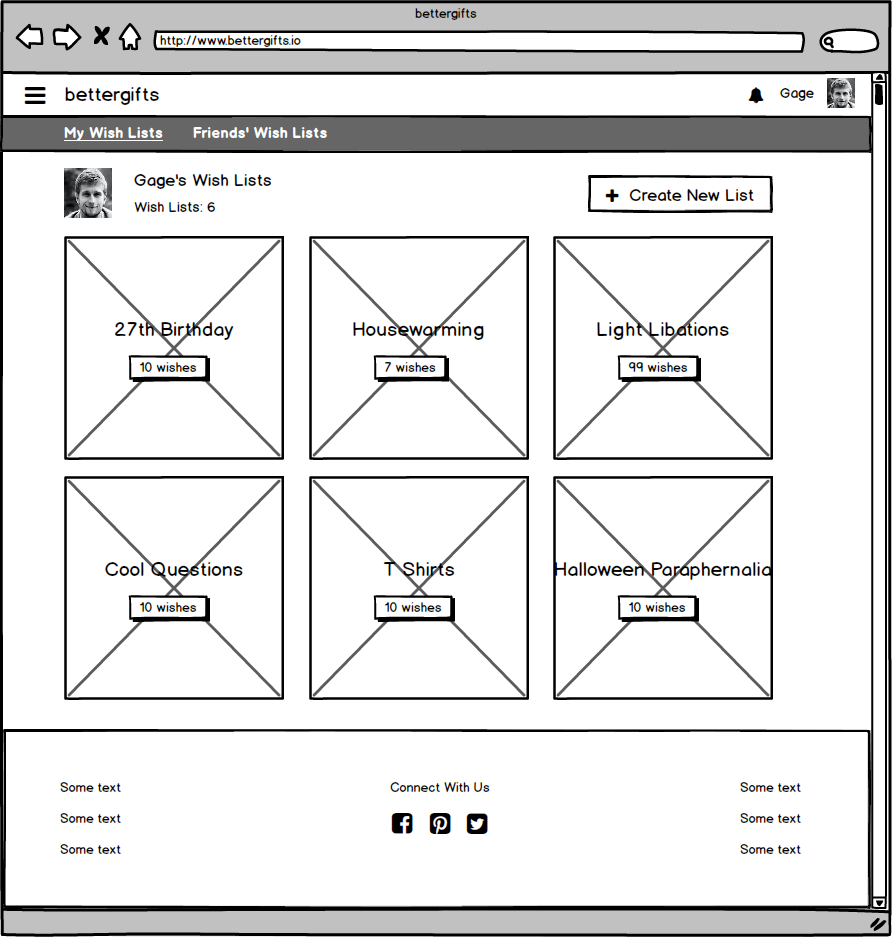 bettergifts
http://www.bettergifts.io
bettergifts
Gage
My Wish Lists Friends' Wish Lists
Gage's Wish Lists
Wish Lists: 6
+ Create New List
27th Birthday
10 wishes
Housewarming
7 wishes
Light Libations
99 wishes
Cool Questions
10 wishes
T Shirts
10 wishes
Halloween Paraphernalia
10 wishes
Some text
Some text
Some text
Connect With Us
Some text
Some text
Some text